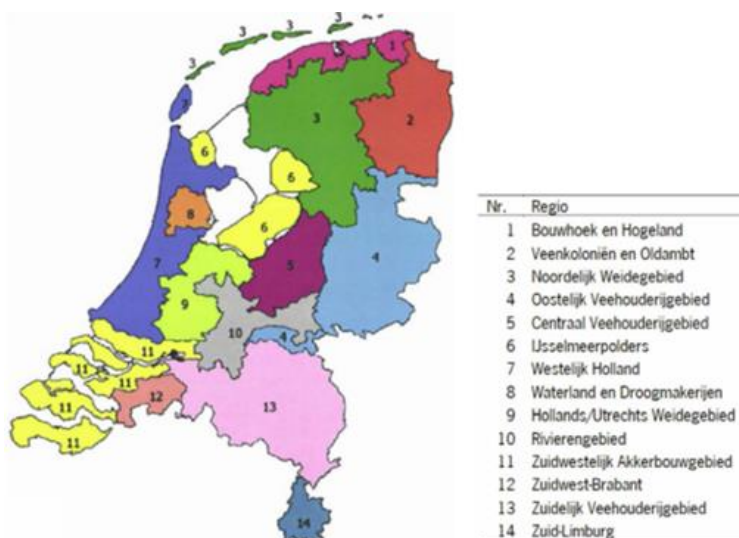 3
3
3
3
1
1
3
2
7
6
6
8
6
4
7
5
9
10
4
11
11
11
11
11
12
13
14
Nr. Regio
1 Bouwhoek en Hogeland
2 Veenkoloniën en Oldambt
3 Noordelijk Weidegebied
4 Oostelijk Veehouderijgebied
5 Centraal Veehouderijgebied
6 IJsselmeerpolders
7 Westelijk Holland
8 Waterland en Droogmakerijen
9 Hollands/Utrechts Weidegebied
10 Rivierengebied
11 Zuidwestelijk Akkerbouwgebied
12 Zuidwest-Brabant
13 Zuidelijk Veehouderijgebied
14 Zuid-Limburg